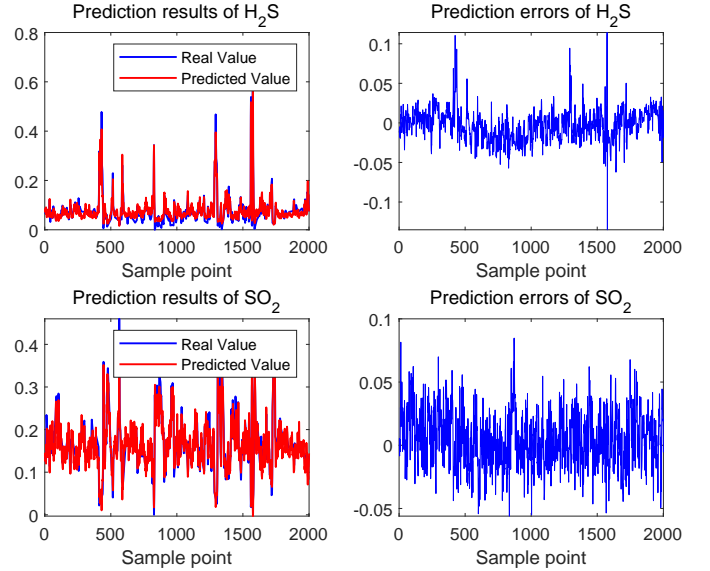 Prediction results of H₂S
Prediction errors of H₂S
0.8
0.6
0.4
0.2
0
Real Value
Predicted Value
0 500 1000 1500 2000
Sample point
0.1
0.05
0
-0.05
-0.1
0 500 1000 1500 2000
Sample point
Prediction results of SO₂
Prediction errors of SO₂
0.4
0.3
0.2
0.1
0
Real Value
Predicted Value
0 500 1000 1500 2000
Sample point
0.1
0.05
0
-0.05
0 500 1000 1500 2000
Sample point